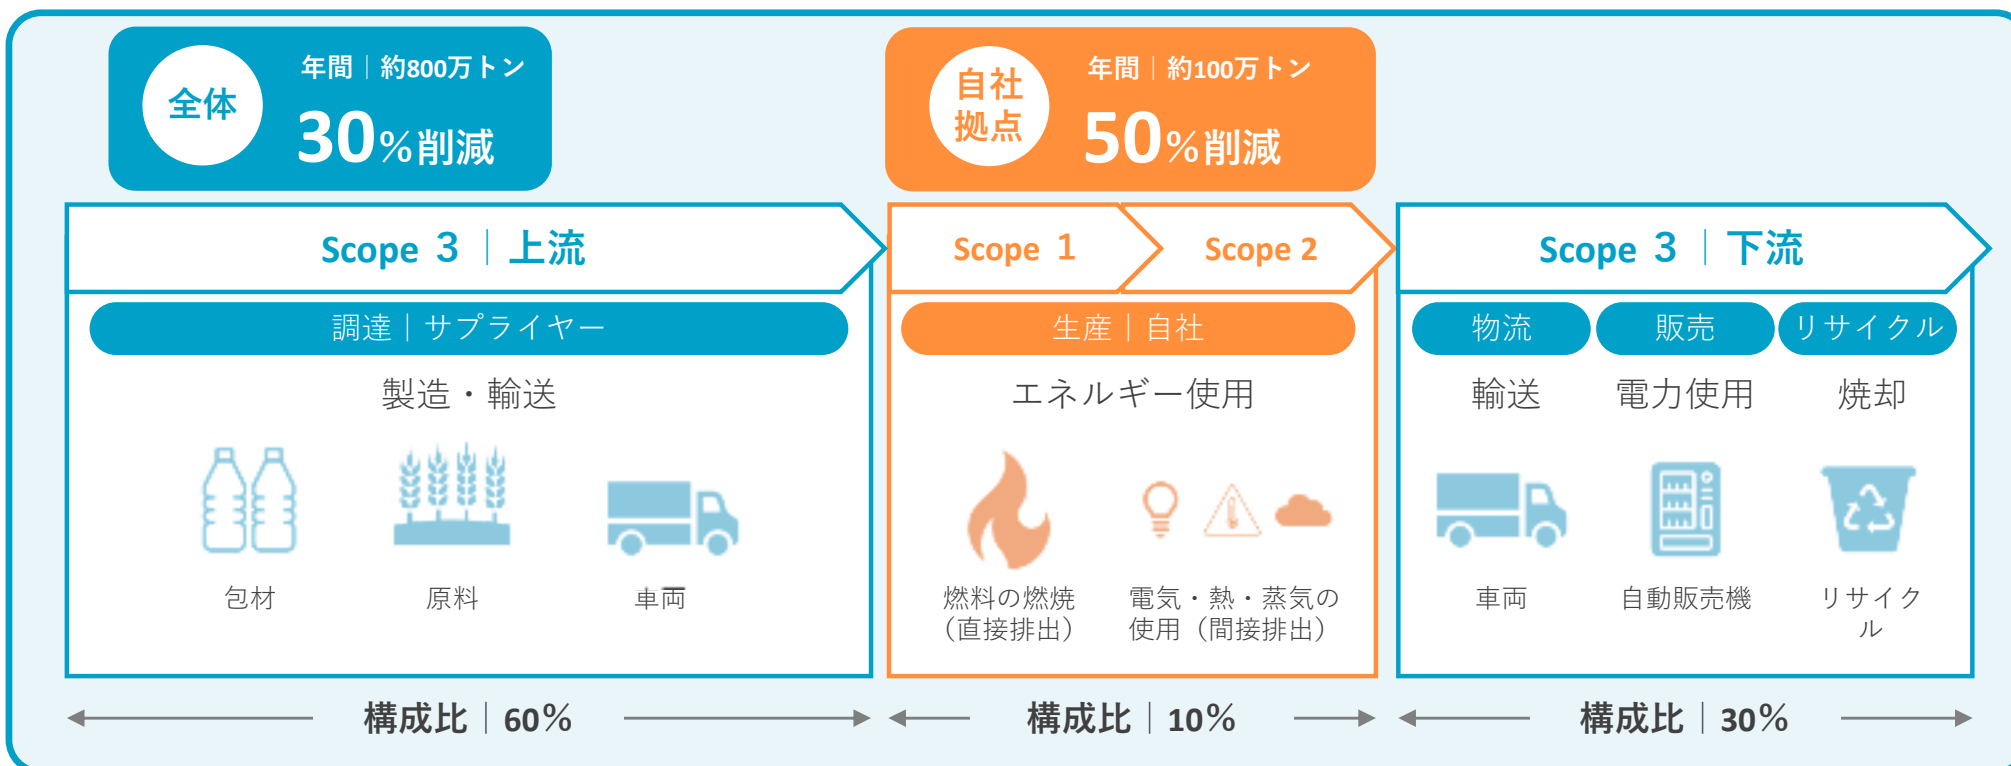 全体
年間｜約800万トン
30%削減
自社
拠点
年間｜約100万トン
50%削減
Scope ３｜上流
Scope １
Scope 2
Scope ３｜下流
調達｜サプライヤー
生産｜自社
物流
販売
リサイクル
製造・輸送
エネルギー使用
輸送
電力使用
焼却
包材
原料
車両
燃料の燃焼
（直接排出）
電気・熱・蒸気の
使用（間接排出）
車両
自動販売機
リサイク
ル
構成比｜60%
構成比｜10%
構成比｜30%